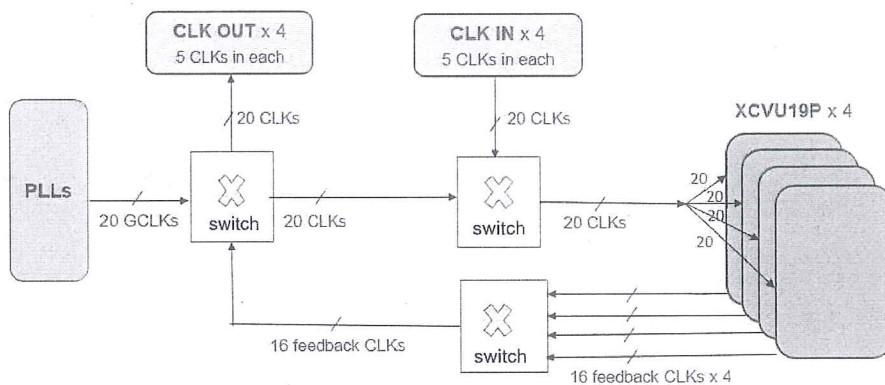 CLK OUT x 4
5 CLKs in each
CLK IN x 4
5 CLKs in each
20 CLKs
20 CLKs
XCVU19P x 4
PLLs
20 GCLKs
switch
20 CLKs
switch
20 CLKs
20
20
20
20
16 feedback CLKs
switch
16 feedback CLKs x 4